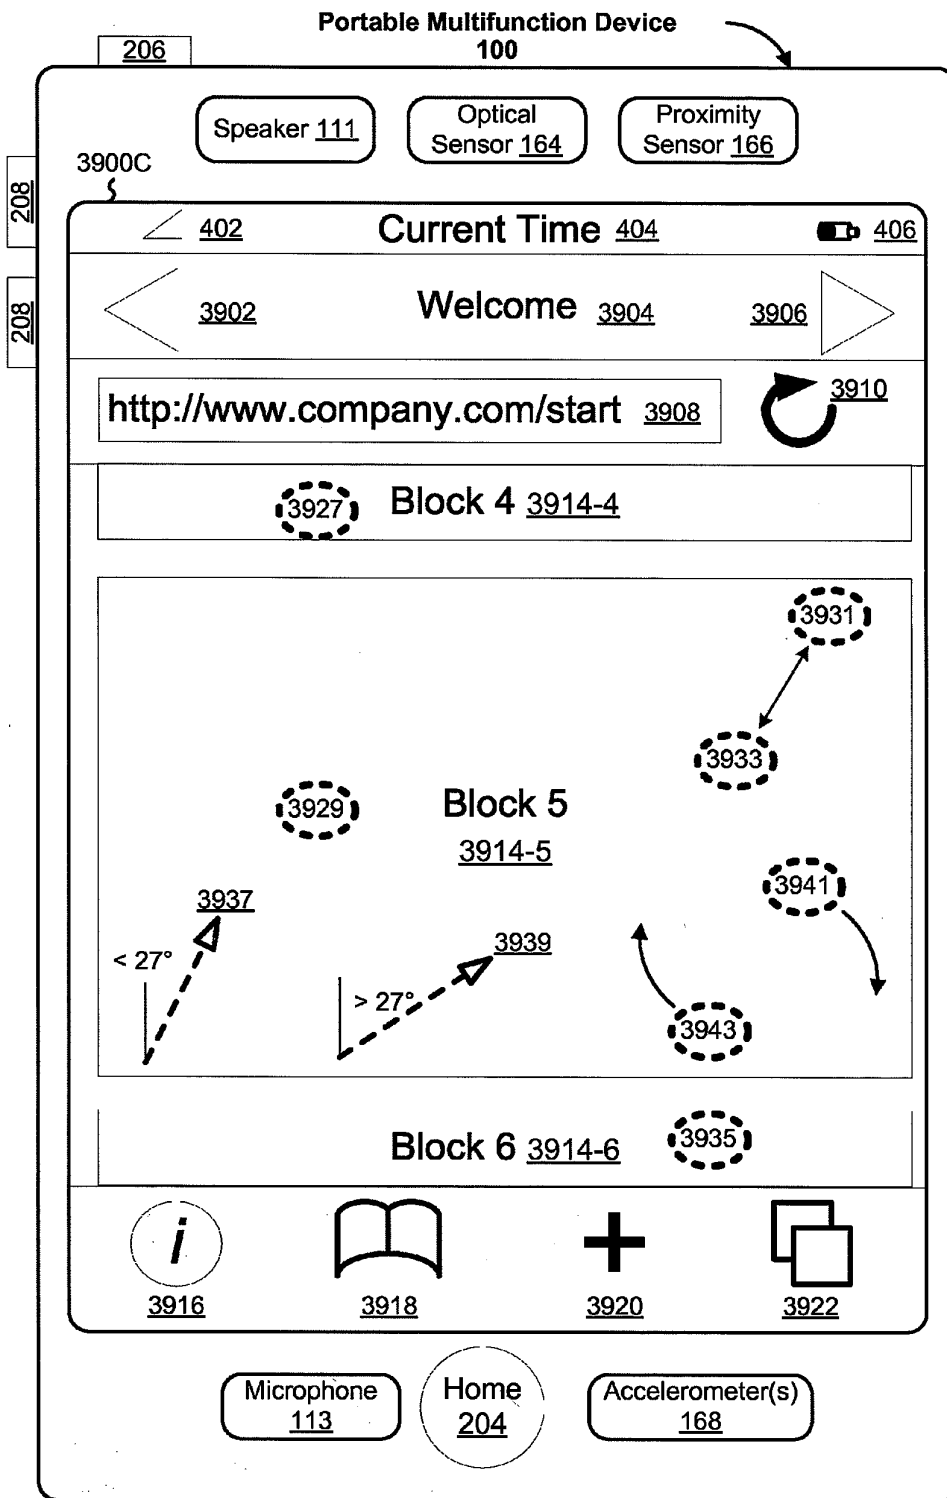 Portable Multifunction Device
100
206
Speaker 111
Optical
Sensor 164
Proximity
Sensor 166
3900C
208
208
402
Current Time 404
406
3902
Welcome 3904
3906
http://www.company.com/start 3908
3910
3927
Block 4 3914-4
3931
3933
3929
Block 5
3914-5
3941
3937
3939
< 27°
> 27°
3943
Block 6 3914-6
3935
i
3916
3918
3920
3922
Microphone
113
Home
204
Accelerometer(s)
168